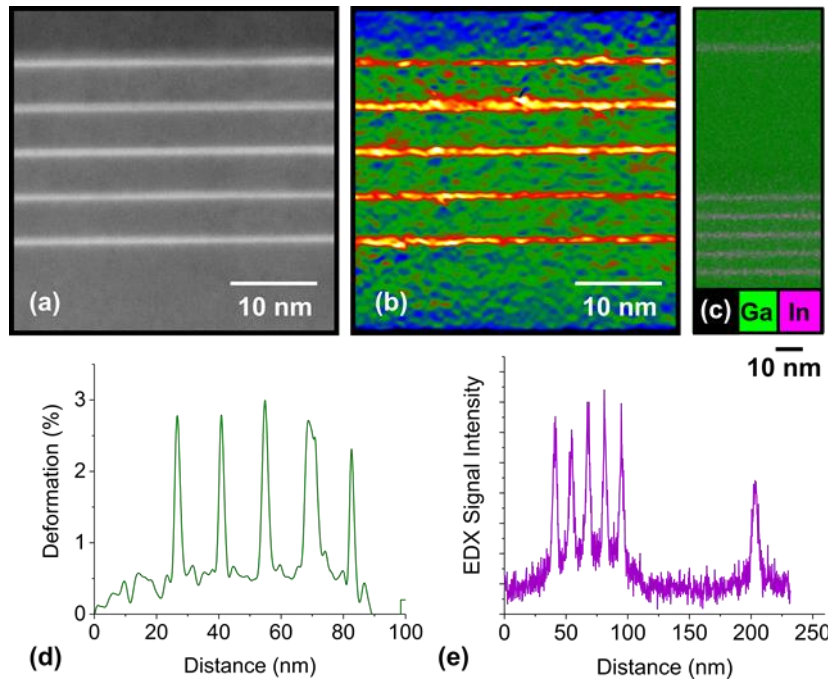 (a)
10 nm
(b)
10 nm
(c) Ga In
10 nm
3
2
1
0
Deformation (%)
0 20 40 60 80 100
Distance (nm)
(d)
EDX Signal Intensity
0 50 100 150 200 250
Distance (nm)
(e)